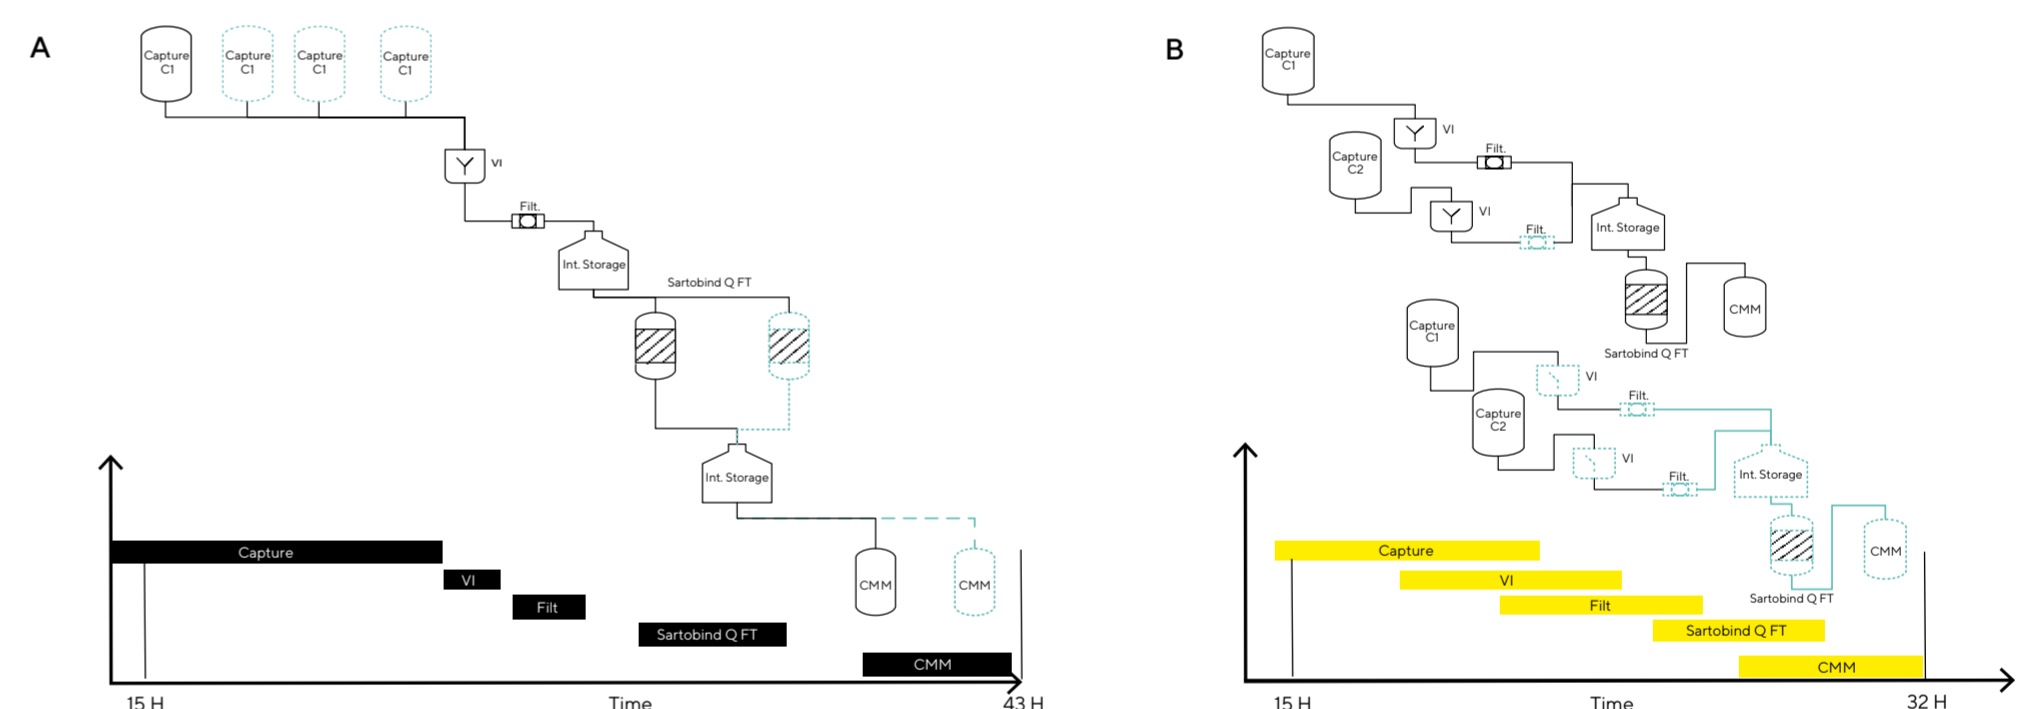 A
Capture
C1
Capture
C1
Capture
C1
Capture
C1
VI
Filt.
Int. Storage
Sartobind Q FT
Int. Storage
CMM
CMM
Capture
VI
Filt
Sartobind Q FT
CMM
15 H
Time
43 H
B
Capture
C1
VI
Filt.
Capture
C2
VI
Filt.
Int. Storage
CMM
Sartobind Q FT
Capture
C1
VI
Filt.
Capture
C2
VI
Filt.
Int. Storage
CMM
Sartobind Q FT
Capture
VI
Filt
Sartobind Q FT
CMM
15 H
Time
32 H